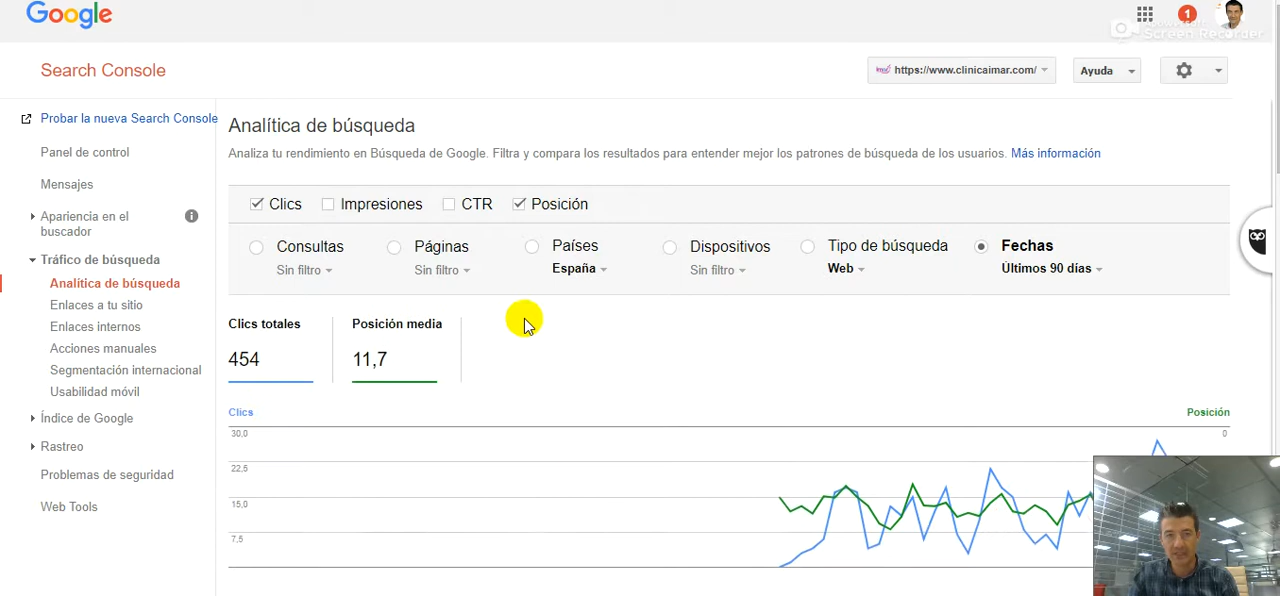 Google
1
Screen Recorder
Search Console
https://www.clinicaimar.com/
Ayuda
Probar la nueva Search Console
Panel de control
Mensajes
Apariencia en el
buscador
Tráfico de búsqueda
Analítica de búsqueda
Enlaces a tu sitio
Enlaces internos
Acciones manuales
Segmentación internacional
Usabilidad móvil
Índice de Google
Rastreo
Problemas de seguridad
Web Tools
Analítica de búsqueda
Analiza tu rendimiento en Búsqueda de Google. Filtra y compara los resultados para entender mejor los patrones de búsqueda de los usuarios. Más información
Clics Impresiones CTR Posición
Consultas Páginas Países Dispositivos Tipo de búsqueda Fechas
Sin filtro Sin filtro España Sin filtro Web Últimos 90 días
Clics totales Posición media
454 11,7
Clics Posición
30,0 0
22,5
15,0
7,5